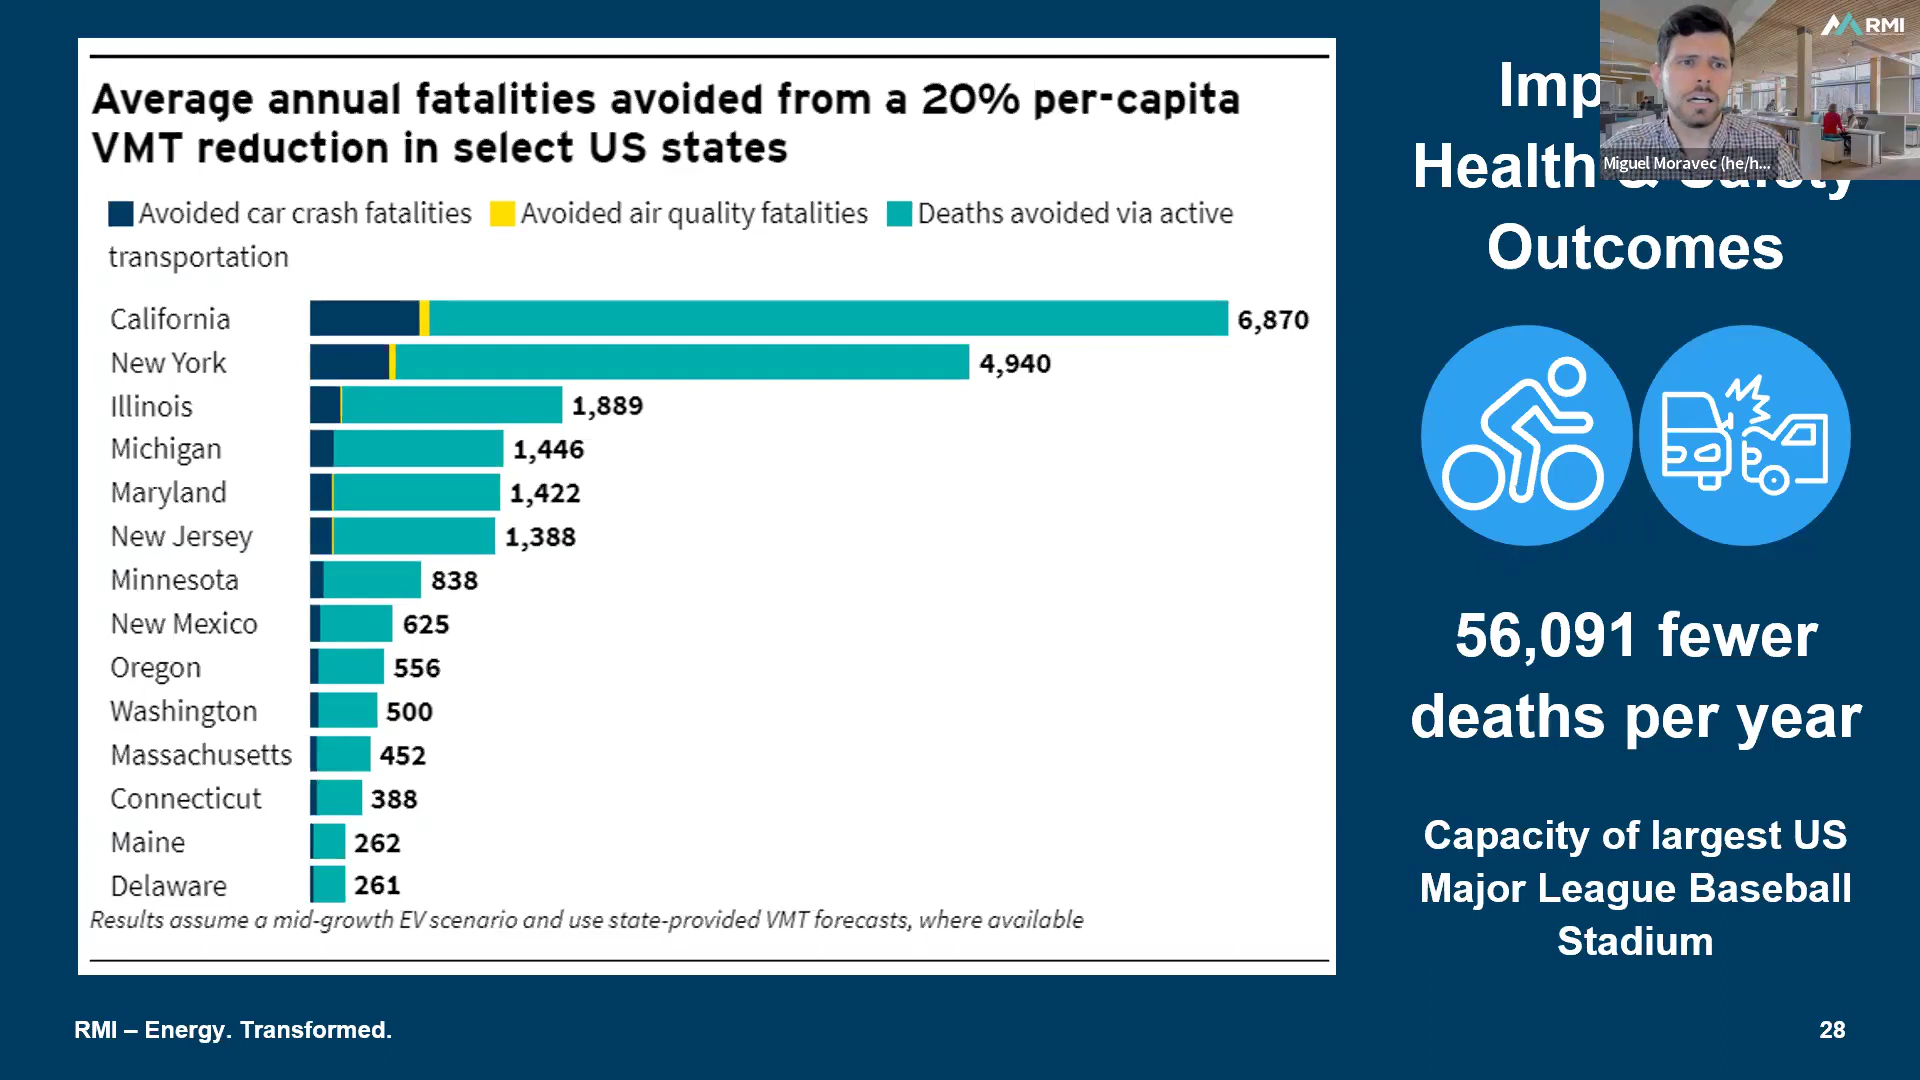 Average annual fatalities avoided from a 20% per-capita
VMT reduction in select US states
Avoided car crash fatalities Avoided air quality fatalities Deaths avoided via active
transportation
California 6,870
New York 4,940
Illinois 1,889
Michigan 1,446
Maryland 1,422
New Jersey 1,388
Minnesota 838
New Mexico 625
Oregon 556
Washington 500
Massachusetts 452
Connecticut 388
Maine 262
Delaware 261
Results assume a mid-growth EV scenario and use state-provided VMT forecasts, where available
RMI
Miguel Moravec (he/h...
Health & Safety
Outcomes
56,091 fewer
deaths per year
Capacity of largest US
Major League Baseball
Stadium
RMI – Energy. Transformed.
28